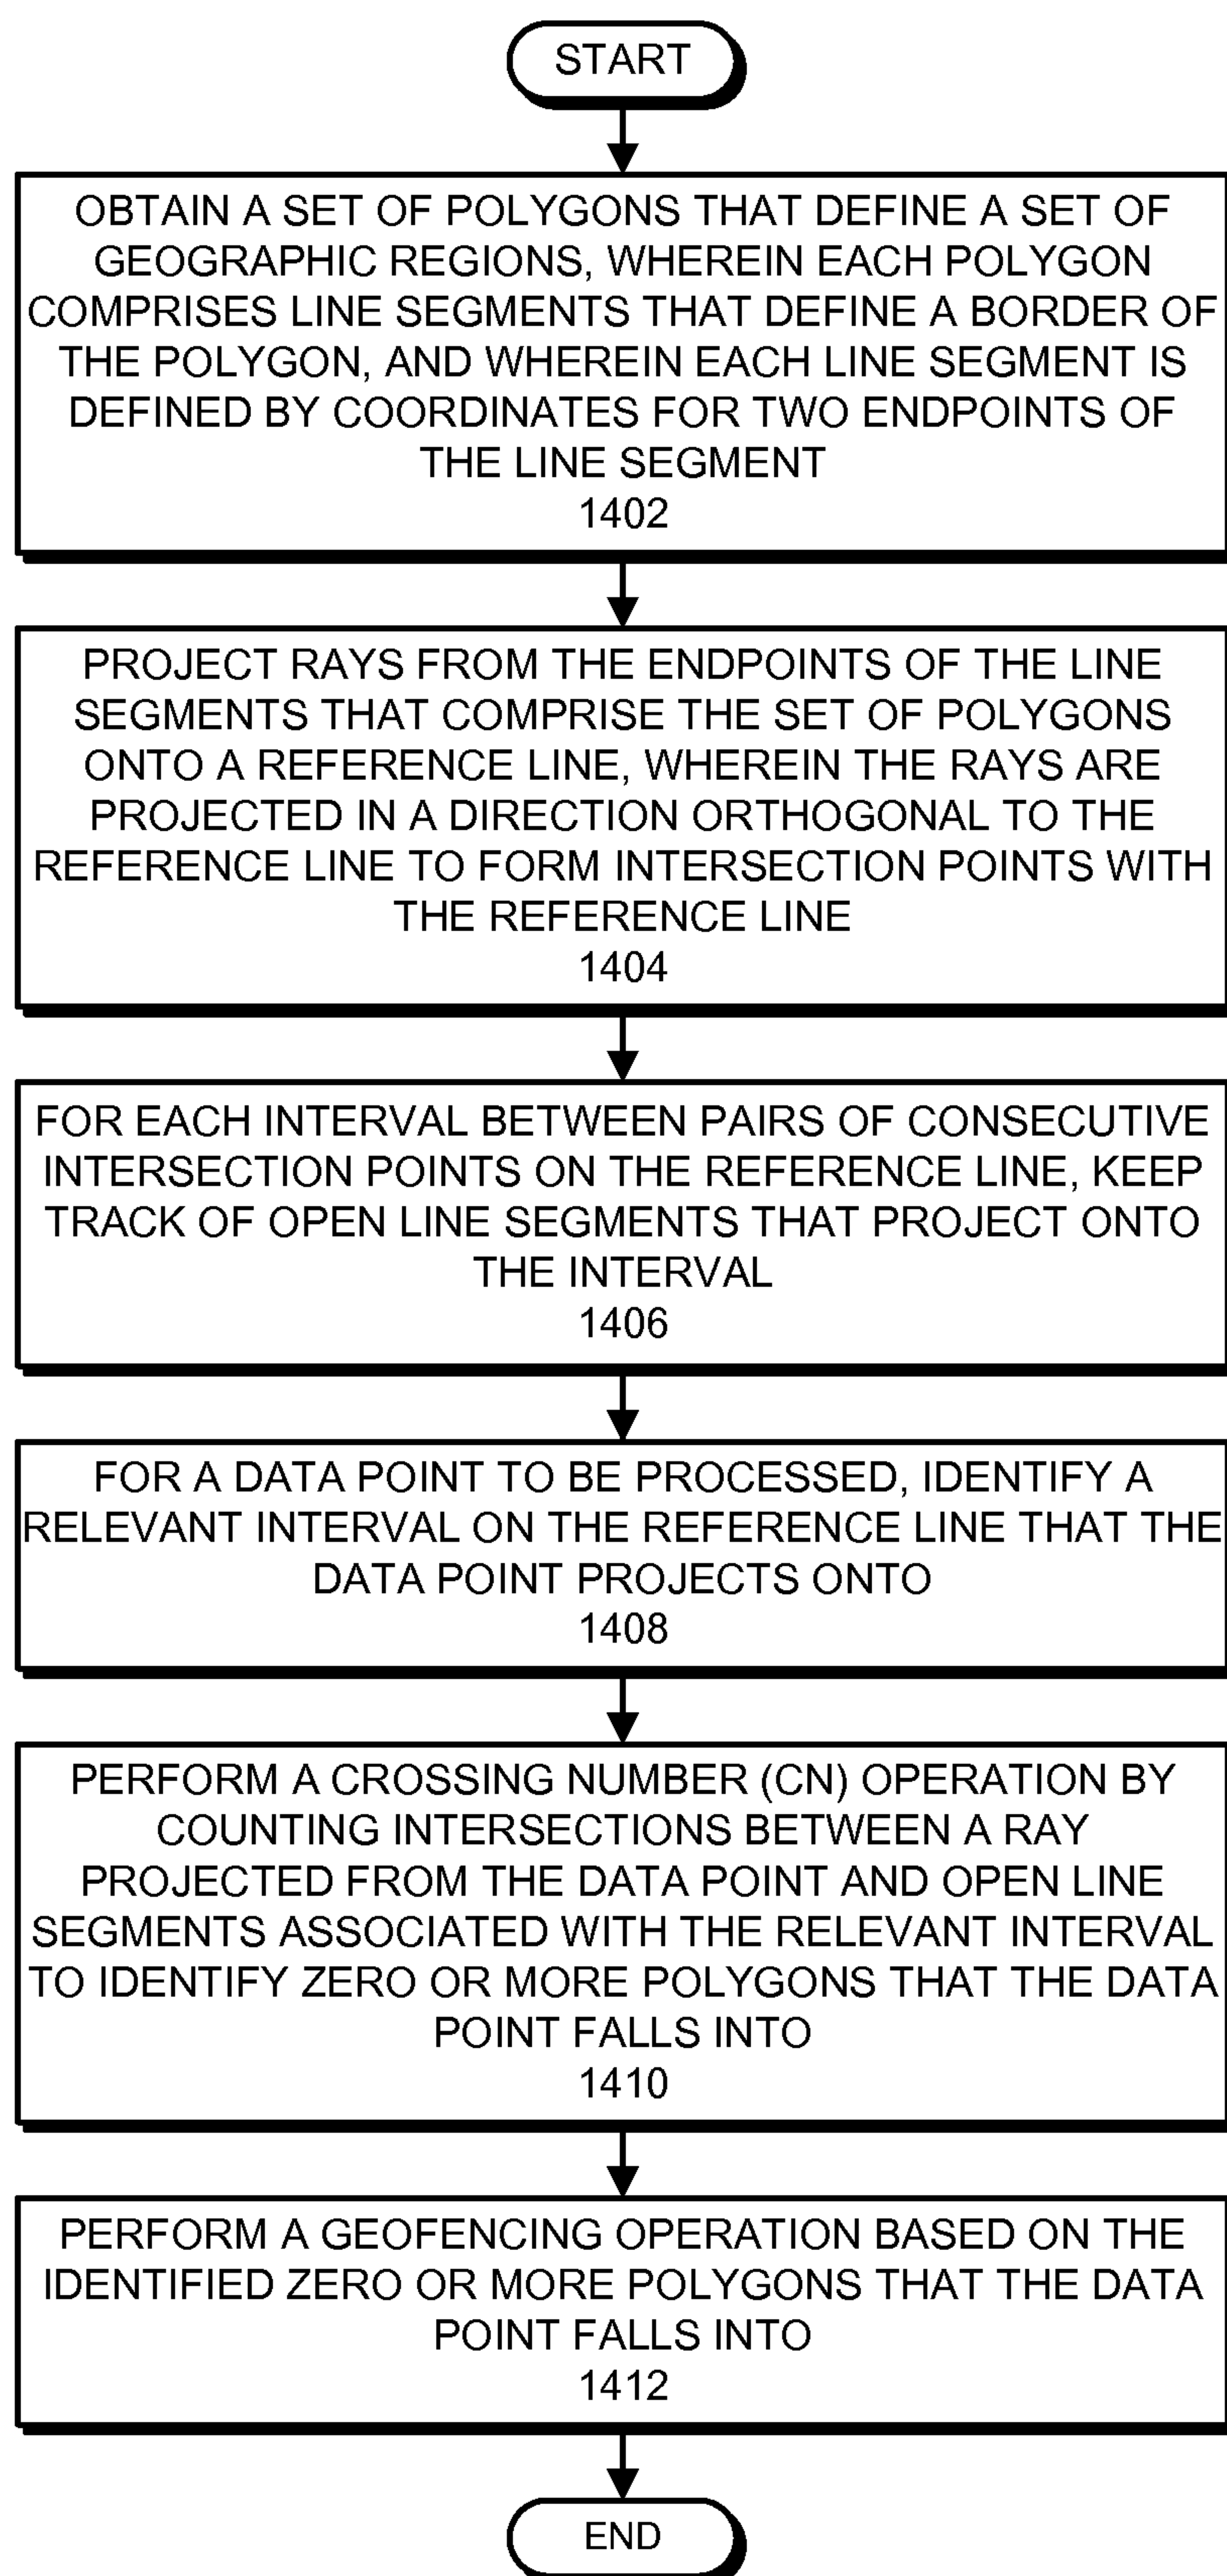 START
OBTAIN A SET OF POLYGONS THAT DEFINE A SET OF
GEOGRAPHIC REGIONS, WHEREIN EACH POLYGON
COMPRISES LINE SEGMENTS THAT DEFINE A BORDER OF
THE POLYGON, AND WHEREIN EACH LINE SEGMENT IS
DEFINED BY COORDINATES FOR TWO ENDPOINTS OF
THE LINE SEGMENT
1402
PROJECT RAYS FROM THE ENDPOINTS OF THE LINE
SEGMENTS THAT COMPRISE THE SET OF POLYGONS
ONTO A REFERENCE LINE, WHEREIN THE RAYS ARE
PROJECTED IN A DIRECTION ORTHOGONAL TO THE
REFERENCE LINE TO FORM INTERSECTION POINTS WITH
THE REFERENCE LINE
1404
FOR EACH INTERVAL BETWEEN PAIRS OF CONSECUTIVE
INTERSECTION POINTS ON THE REFERENCE LINE, KEEP
TRACK OF OPEN LINE SEGMENTS THAT PROJECT ONTO
THE INTERVAL
1406
FOR A DATA POINT TO BE PROCESSED, IDENTIFY A
RELEVANT INTERVAL ON THE REFERENCE LINE THAT THE
DATA POINT PROJECTS ONTO
1408
PERFORM A CROSSING NUMBER (CN) OPERATION BY
COUNTING INTERSECTIONS BETWEEN A RAY
PROJECTED FROM THE DATA POINT AND OPEN LINE
SEGMENTS ASSOCIATED WITH THE RELEVANT INTERVAL
TO IDENTIFY ZERO OR MORE POLYGONS THAT THE DATA
POINT FALLS INTO
1410
PERFORM A GEOFENCING OPERATION BASED ON THE
IDENTIFIED ZERO OR MORE POLYGONS THAT THE DATA
POINT FALLS INTO
1412
END